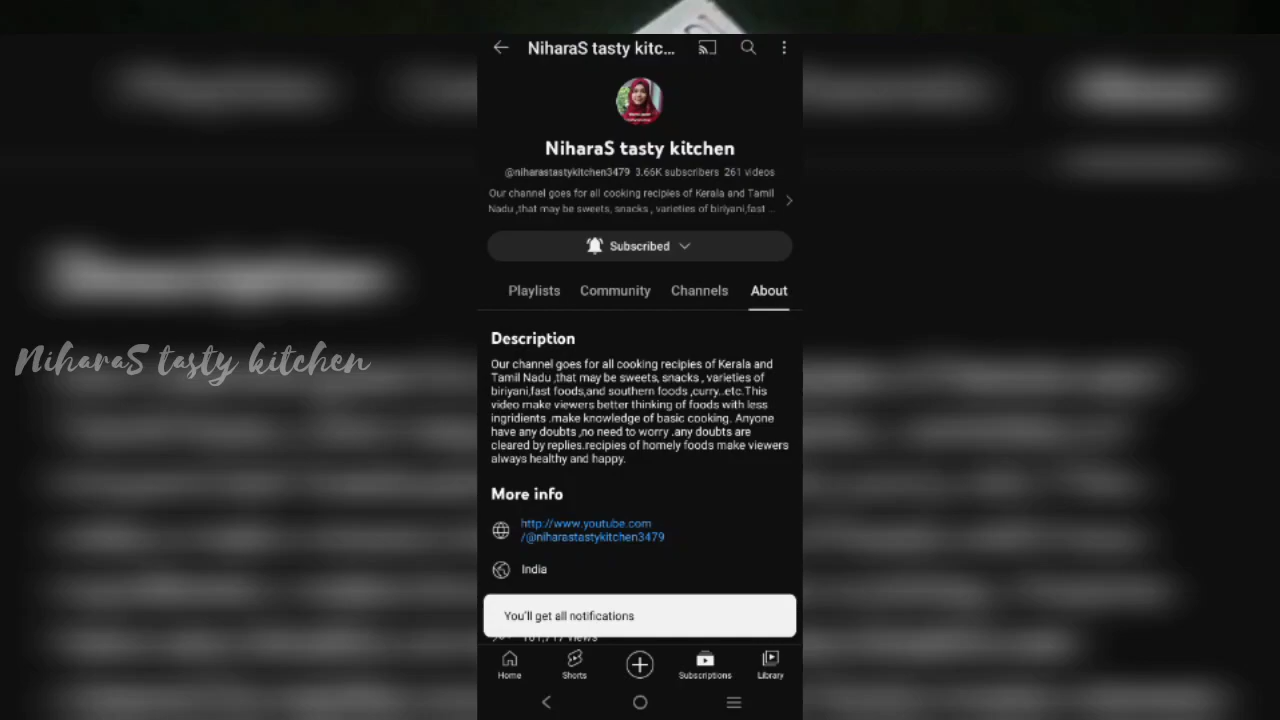 NiharaS tasty kitc...
NiharaS tasty kitchen
@niharastastykitchen3479 3.66K subscribers 261 videos
Our channel goes for all cooking recipies of Kerala and Tamil
Nadu ,that may be sweets, snacks , varieties of biriyani,fast ...
Subscribed
Playlists Community Channels About
Description
Our channel goes for all cooking recipies of Kerala and
Tamil Nadu ,that may be sweets, snacks , varieties of
biriyani,fast foods,and southern foods ,curry..etc.This
video make viewers better thinking of foods with less
ingridients .make knowledge of basic cooking. Anyone
have any doubts ,no need to worry .any doubts are
cleared by replies.recipies of homely foods make viewers
always healthy and happy.
NiharaS tasty kitchen
More info
http://www.youtube.com
/@niharastastykitchen3479
India
You'll get all notifications
views
Home Shorts Subscriptions Library